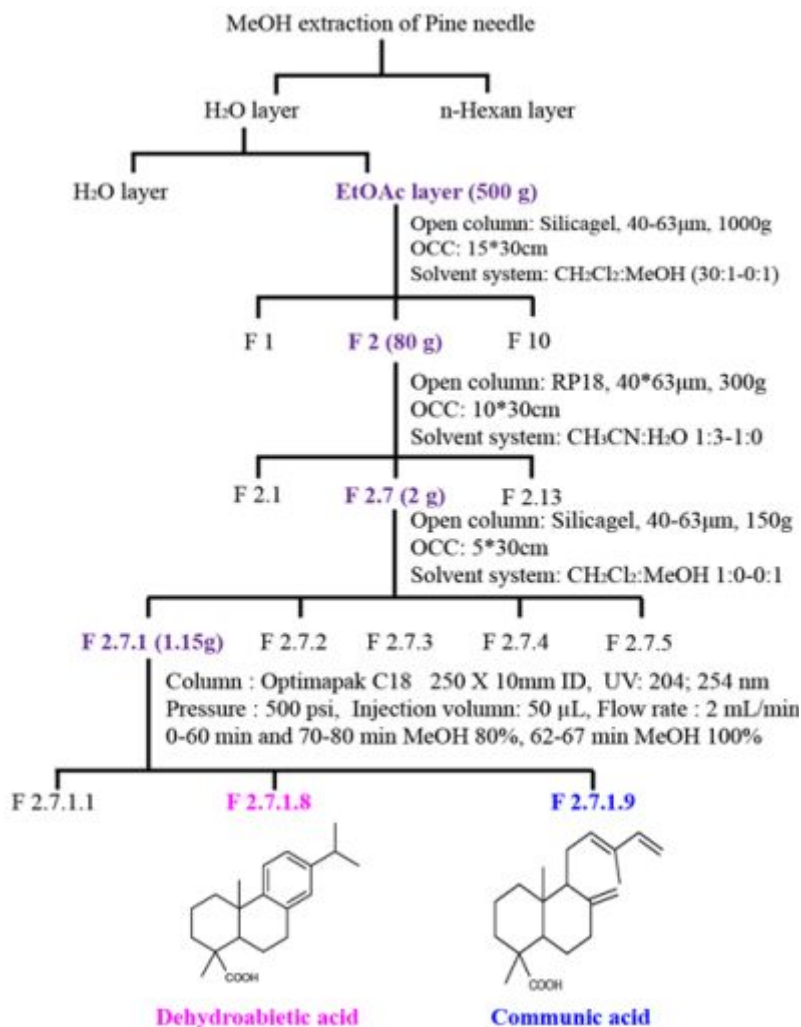 MeOH extraction of Pine needle
H₂O layer
n-Hexan layer
H₂O layer
EtOAc layer (500 g)
Open column: Silicagel, 40-63μm, 1000g
OCC: 15*30cm
Solvent system: CH₂Cl₂:MeOH (30:1-0:1)
F 1
F 2 (80 g)
F 10
Open column: RP18, 40*63μm, 300g
OCC: 10*30cm
Solvent system: CH₃CN:H₂O 1:3-1:0
F 2.1
F 2.7 (2 g)
F 2.13
Open column: Silicagel, 40-63μm, 150g
OCC: 5*30cm
Solvent system: CH₂Cl₂:MeOH 1:0-0:1
F 2.7.1 (1.15g)
F 2.7.2
F 2.7.3
F 2.7.4
F 2.7.5
Column : Optimapak C18 250 X 10mm ID, UV: 204; 254 nm
Pressure : 500 psi, Injection volumn: 50 μL, Flow rate : 2 mL/min
0-60 min and 70-80 min MeOH 80%, 62-67 min MeOH 100%
F 2.7.1.1
F 2.7.1.8
F 2.7.1.9
COOH
COOH
Dehydroabietic acid
Communic acid